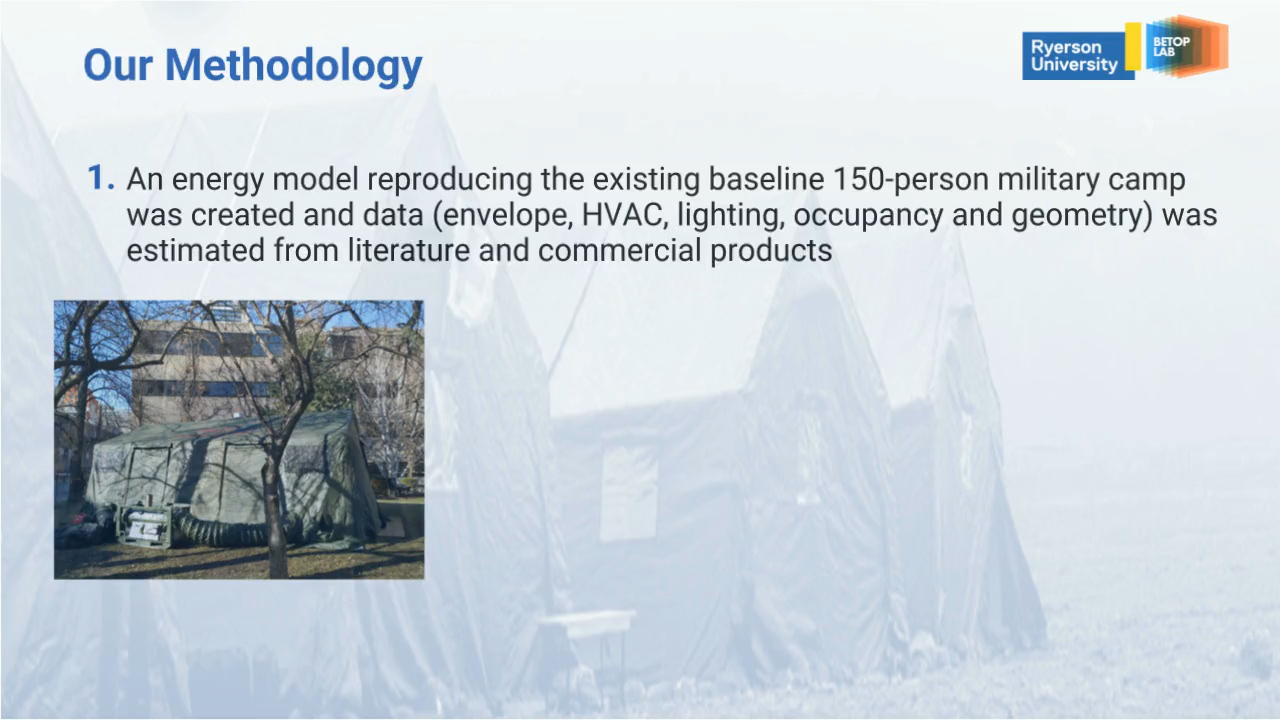 Our Methodology
Ryerson
University
BETOP
LAB
1. An energy model reproducing the existing baseline 150-person military camp
was created and data (envelope, HVAC, lighting, occupancy and geometry) was
estimated from literature and commercial products